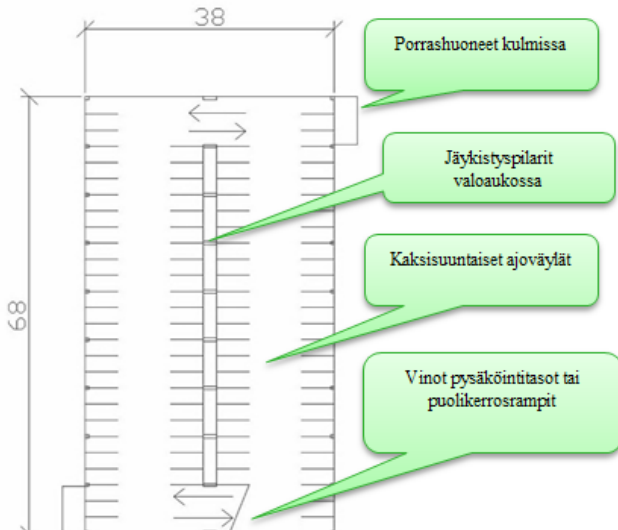 38
Porrashuoneet kulmissa
Jäykistyspilarit
valoaukossa
Kaksisuuntaiset ajoväylät
68
Vinot pysäköintitasot tai
puolikerrosrampit